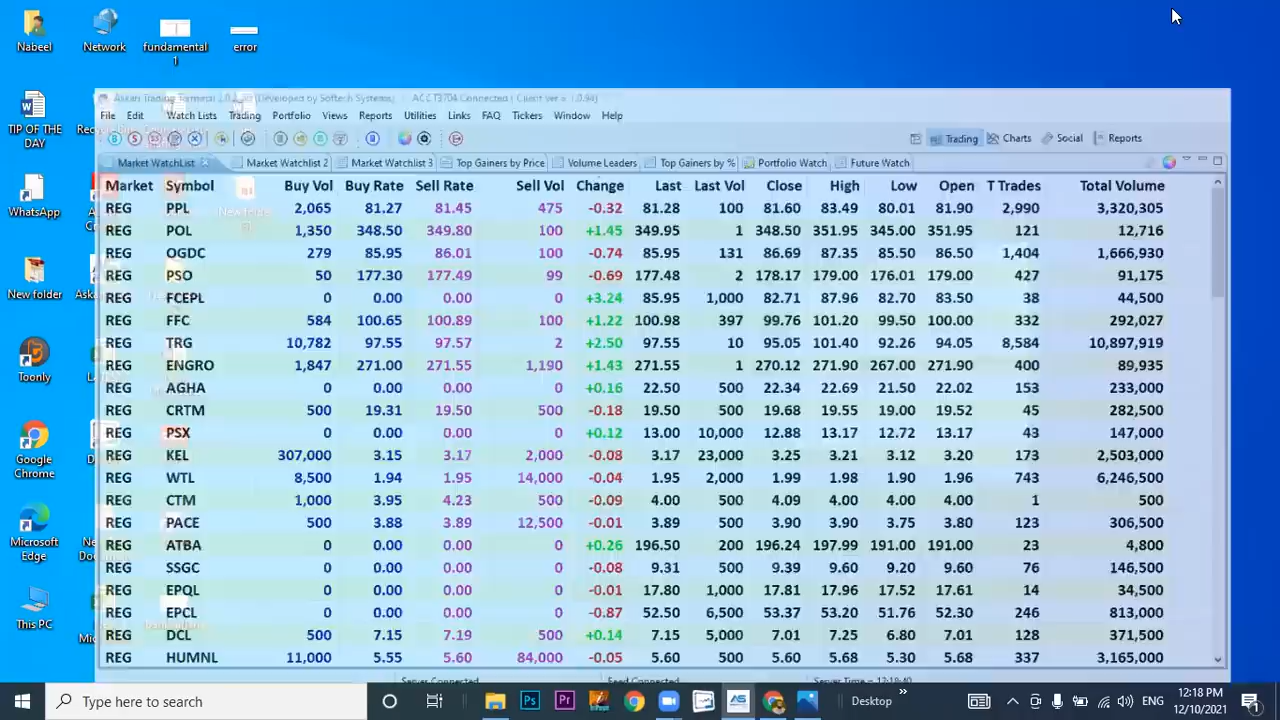 Nabeel
Network
fundamental
1
error
TIP OF THE
DAY
WhatsApp
New folder
Toonly
Google
Chrome
Microsoft
Edge
This PC
Askari Trading Terminal (Developed by Softech Systems) ACCT3704 Connected | Client ver
File Edit Watch Lists Trading Portfolio Reports Utilities Links FAQ Tickers Window Help
Trading Charts Social Reports
Market WatchList Market Watchlist 2 Market Watchlist 3 Top Gainers by Price Volume Leaders Top Gainers by % Portfolio Watch Future Watch
Market Symbol Buy Vol Buy Rate Sell Rate Sell Vol Change Last Last Vol Close High Low Open T Trades Total Volume
REG PPL 2,065 81.27 81.45 475 -0.32 81.28 100 81.60 83.49 80.01 81.90 2,990 3,320,305
REG POL 1,350 348.50 349.80 100 +1.45 349.95 1 348.50 351.95 345.00 351.95 121 12,716
REG OGDC 279 85.95 86.01 100 -0.74 85.95 131 86.69 87.35 85.50 86.50 1,404 1,666,930
REG PSO 50 177.30 177.49 99 -0.69 177.48 2 178.17 179.00 176.01 179.00 427 91,175
REG FCEPL 0 0.00 0.00 0 +3.24 85.95 1,000 82.71 87.96 82.70 83.50 38 44,500
REG FFC 584 100.65 100.89 100 +1.22 100.98 397 99.76 101.20 99.50 100.00 332 292,027
REG TRG 10,782 97.55 97.57 2 +2.50 97.55 10 95.05 101.40 92.26 94.05 8,584 10,897,919
REG ENGRO 1,847 271.00 271.55 1,190 +1.43 271.55 1 270.12 271.90 267.00 271.90 400 89,935
REG AGHA 0 0.00 0.00 0 +0.16 22.50 500 22.34 22.69 21.50 22.02 153 233,000
REG CRTM 500 19.31 19.50 500 -0.18 19.50 500 19.68 19.55 19.00 19.52 45 282,500
REG PSX 0 0.00 0.00 0 +0.12 13.00 10,000 12.88 13.17 12.72 13.17 43 147,000
REG KEL 307,000 3.15 3.17 2,000 -0.08 3.17 23,000 3.25 3.21 3.12 3.20 173 2,503,000
REG WTL 8,500 1.94 1.95 14,000 -0.04 1.95 2,000 1.99 1.98 1.90 1.96 743 6,246,500
REG CTM 1,000 3.95 4.23 500 -0.09 4.00 500 4.09 4.00 4.00 4.00 1 500
REG PACE 500 3.88 3.89 12,500 -0.01 3.89 500 3.90 3.90 3.75 3.80 123 306,500
REG ATBA 0 0.00 0.00 0 +0.26 196.50 200 196.24 197.99 191.00 191.00 23 4,800
REG SSGC 0 0.00 0.00 0 -0.08 9.31 500 9.39 9.60 9.20 9.60 76 146,500
REG EPQL 0 0.00 0.00 0 -0.01 17.80 1,000 17.81 17.96 17.52 17.61 14 34,500
REG EPCL 0 0.00 0.00 0 -0.87 52.50 6,500 53.37 53.20 51.76 52.30 246 813,000
REG DCL 500 7.15 7.19 500 +0.14 7.15 5,000 7.01 7.25 6.80 7.01 128 371,500
REG HUMNL 11,000 5.55 5.60 84,000 -0.05 5.60 500 5.60 5.68 5.30 5.68 337 3,165,000
Server Connected Feed Connected Server Time = 12:18:40
Type here to search Desktop ENG 12:18 PM
12/10/2021